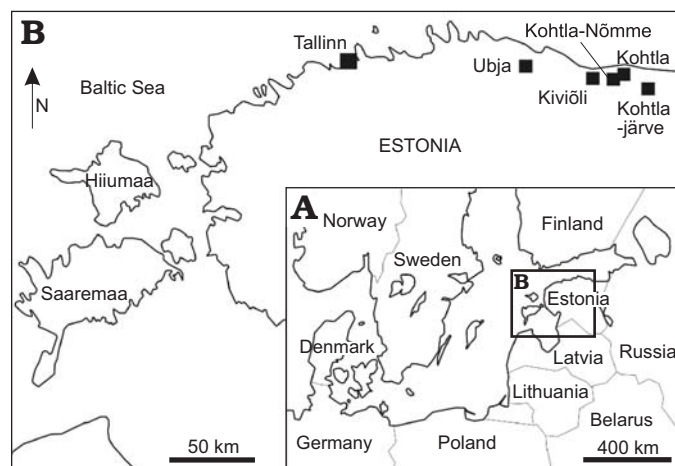 B
Tallinn
Kohtla-Nõmme
Ubja
Kohtla
Kiviõli
Kohtla
-järve
N
Baltic Sea
ESTONIA
Hiiumaa
Saaremaa
50 km
A
Norway
Finland
Sweden
B
Estonia
Denmark
Latvia
Russia
Lithuania
Belarus
Germany
Poland
400 km